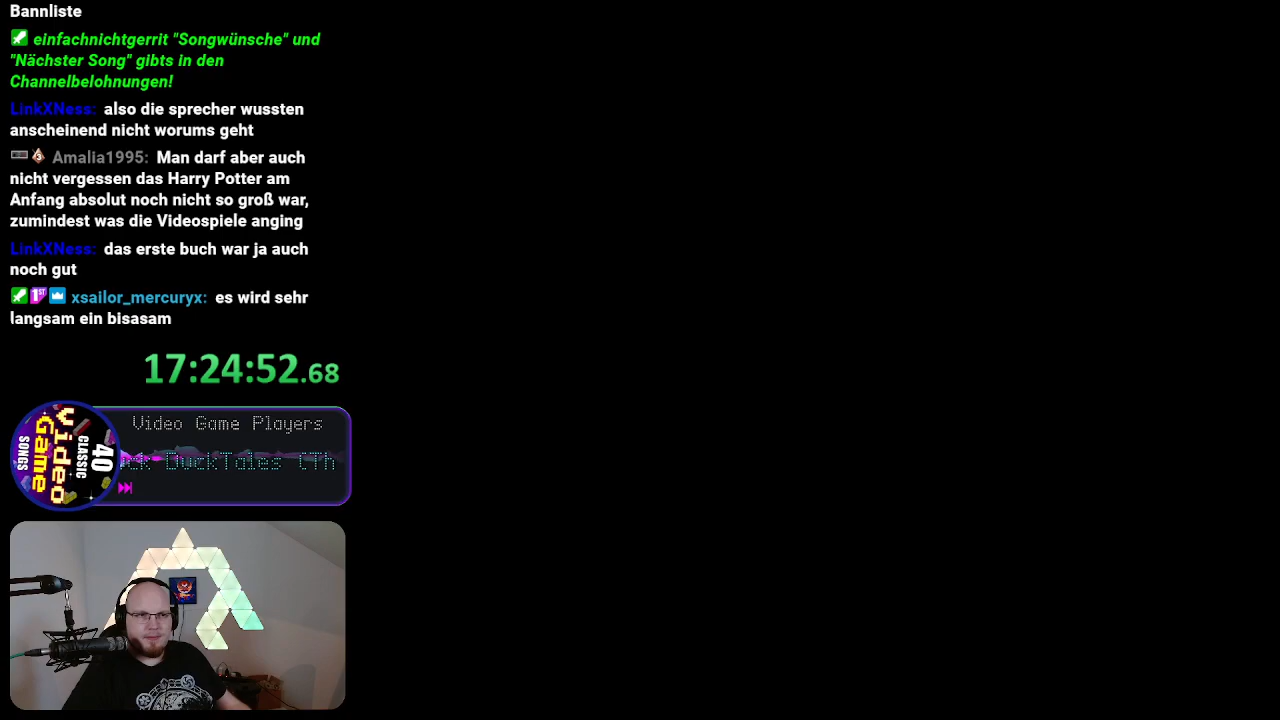 Bannliste
einfachnichtgerrit "Songwünsche" und
"Nächster Song" gibts in den
Channelbelohnungen!
LinkXNess: also die sprecher wussten
anscheinend nicht worums geht
3 Amalia1995: Man darf aber auch
nicht vergessen das Harry Potter am
Anfang absolut noch nicht so groß war,
zumindest was die Videospiele anging
LinkXNess: das erste buch war ja auch
noch gut
1ST xsailor_mercuryx: es wird sehr
langsam ein bisasam
17:24:52.68
Video Game Players
DuckTales (Th
40
CLASSIC
Video
Game
SONGS